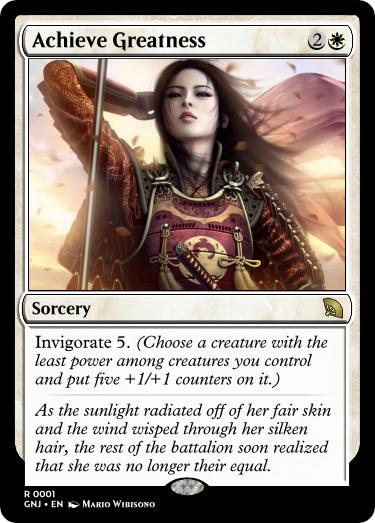 Achieve Greatness 2
Sorcery
Invigorate 5. (Choose a creature with the
least power among creatures you control
and put five +1/+1 counters on it.)
As the sunlight radiated off of her fair skin
and the wind wisped through her silken
hair, the rest of the battalion soon realized
that she was no longer their equal.
R 0001
GNJ • EN Mario Wibisono